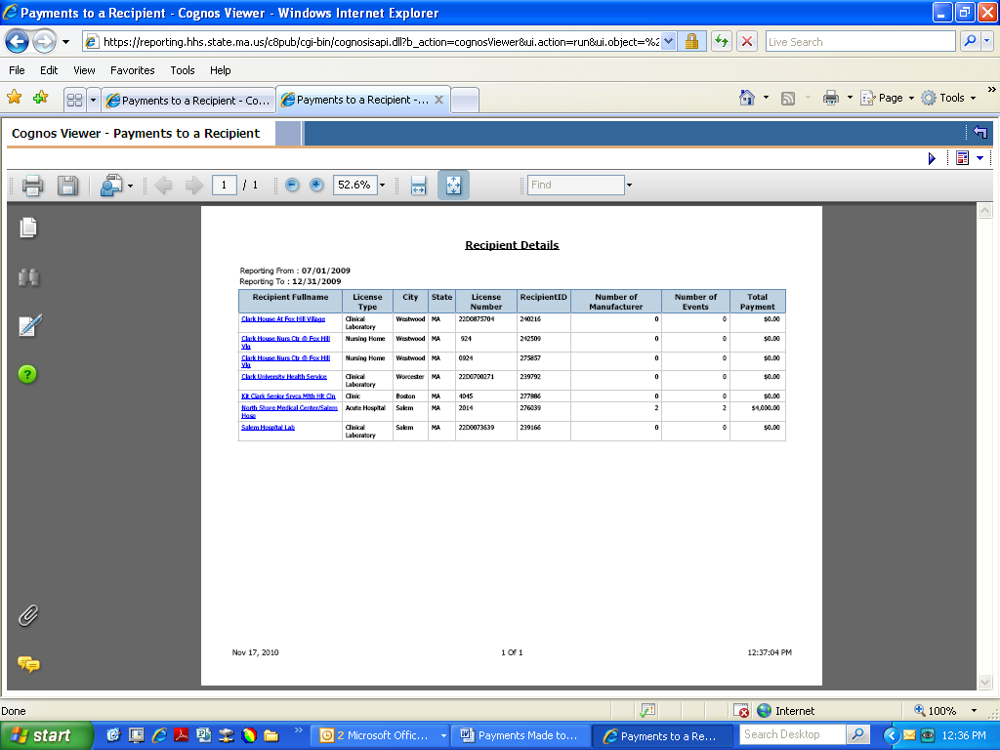 Payments to a Recipient - Cognos Viewer - Windows Internet Explorer
https://reporting.hhs.state.ma.us/c8pub/cgi-bin/cognosisapi.dll?b_action=cognosViewer&ui.action=run&ui.object=%2
Live Search
File Edit View Favorites Tools Help
Payments to a Recipient - Co... Payments to a Recipient -... Page Tools
Cognos Viewer - Payments to a Recipient
1 / 1 52.6% Find
Recipient Details
Reporting From : 07/01/2009
Reporting To : 12/31/2009
Recipient Fullname License Type City State License Number RecipientID Number of Manufacturer Number of Events Total Payment
Clark House At Fox Hill Village Clinical Laboratory Westwood MA 22D0875704 240216 0 0 $0.00
Clark House Nurs Ctr @ Fox Hill Vlg Nursing Home Westwood MA 924 242509 0 0 $0.00
Clark House Nurs Ctr @ Fox Hill Vlg Nursing Home Westwood MA 0924 275857 0 0 $0.00
Clark University Health Service Clinical Laboratory Worcester MA 22D0700271 239792 0 0 $0.00
Kit Clark Senior Srvcs Mlth Hlt Cln Clinic Boston MA 4045 277886 0 0 $0.00
North Shore Medical Center/Salem Hosp Acute Hospital Salem MA 2014 276039 2 2 $4,000.00
Salem Hospital Lab Clinical Laboratory Salem MA 22D0073639 239166 0 0 $0.00
Nov 17, 2010 1 Of 1 12:37:04 PM
Done Internet 100%
start 2 Microsoft Offic... Payments Made to... Payments to a Re... Search Desktop 12:36 PM